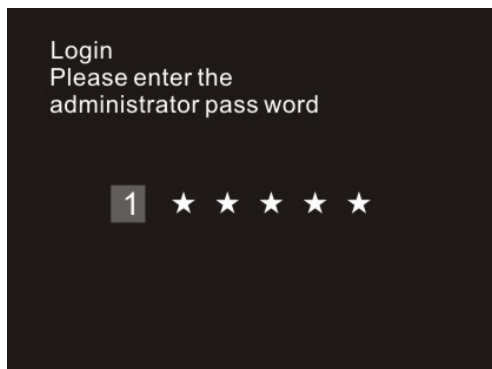 Login
Please enter the
administrator pass word
1 ★ ★ ★ ★ ★